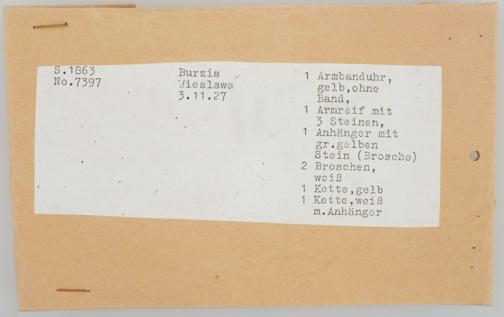 S.1863 Burzis 1 Armbanduhr,
No.7397 Wieslawa gelb,ohne
3.11.27 Band,
1 Armreif mit
3 Steinen,
1 Anhänger mit
gr.gelben
Stein (Brosche)
2 Broschen,
weiß
1 Kette,gelb
1 Kette,weiß
m.Anhänger